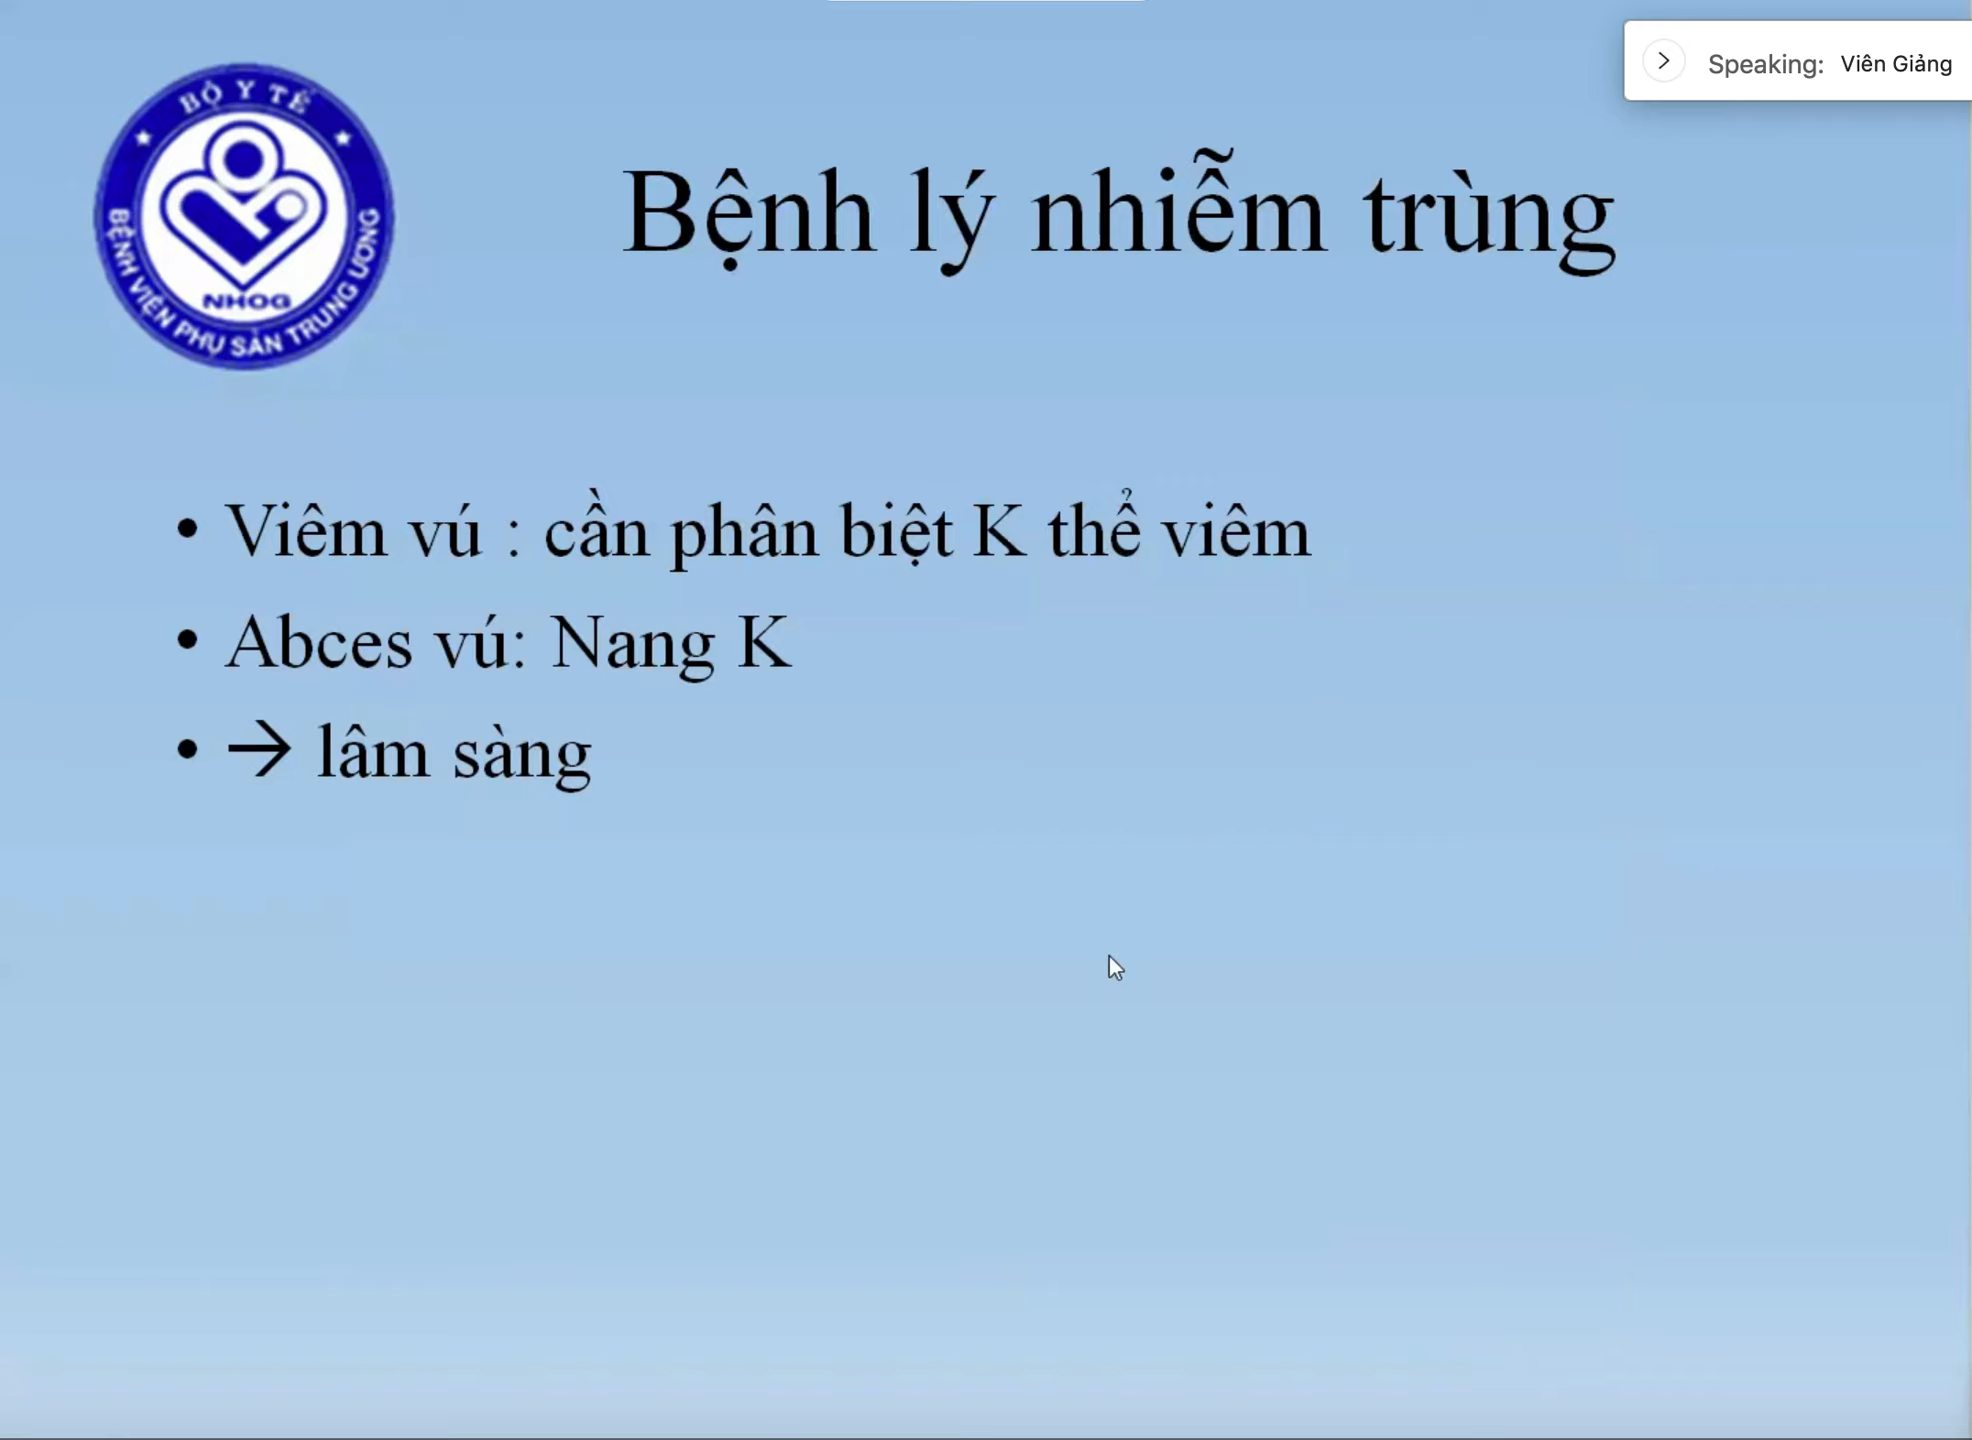 Speaking: Viên Giảng
BỘ Y TẾ
BỆNH VIỆN PHỤ SẢN TRUNG ƯƠNG
NHOG
Bệnh lý nhiễm trùng
• Viêm vú : cần phân biệt K thể viêm
• Abces vú: Nang K
• → lâm sàng